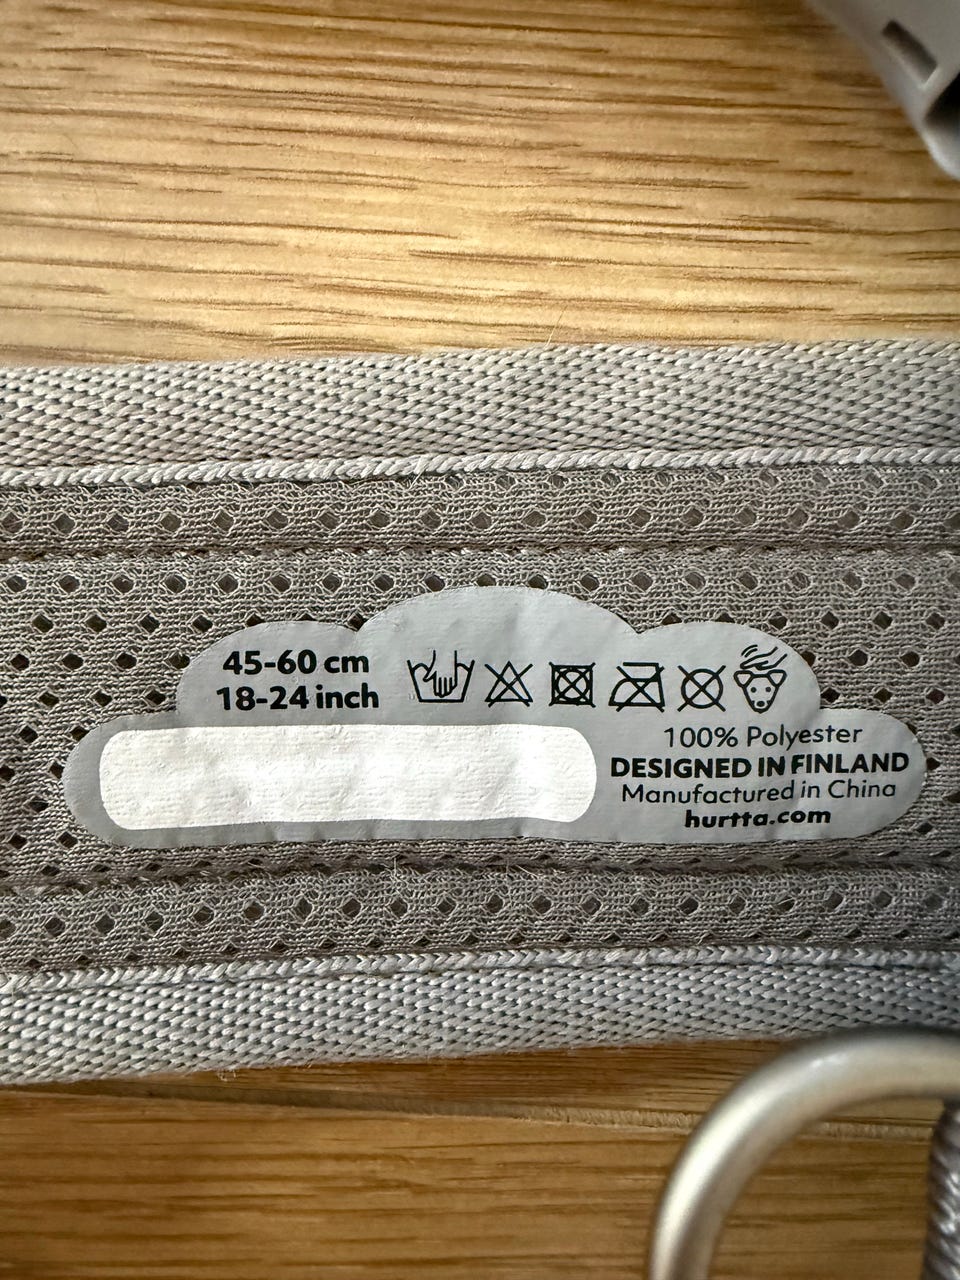 45-60 cm
18-24 inch
100% Polyester
DESIGNED IN FINLAND
Manufactured in China
hurtta.com